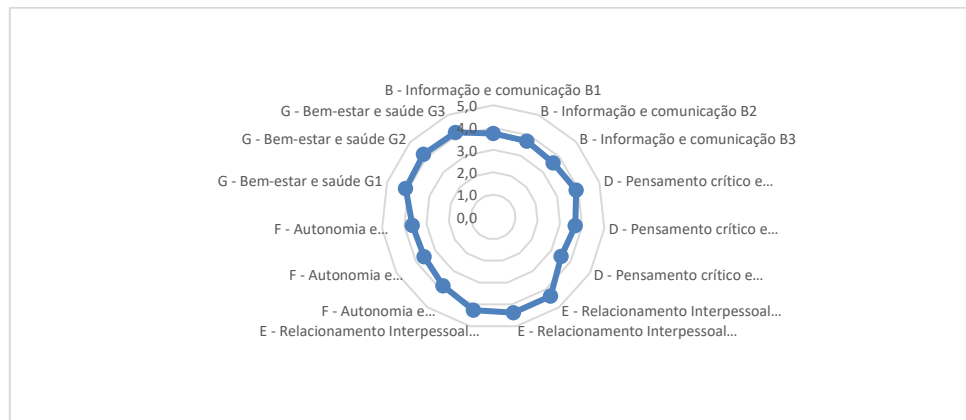 B - Informação e comunicação B1
B - Informação e comunicação B2
B - Informação e comunicação B3
D - Pensamento crítico e...
D - Pensamento crítico e...
D - Pensamento crítico e...
E - Relacionamento Interpessoal...
E - Relacionamento Interpessoal...
E - Relacionamento Interpessoal...
F - Autonomia e...
F - Autonomia e...
F - Autonomia e...
G - Bem-estar e saúde G1
G - Bem-estar e saúde G2
G - Bem-estar e saúde G3
5,0
4,0
3,0
2,0
1,0
0,0